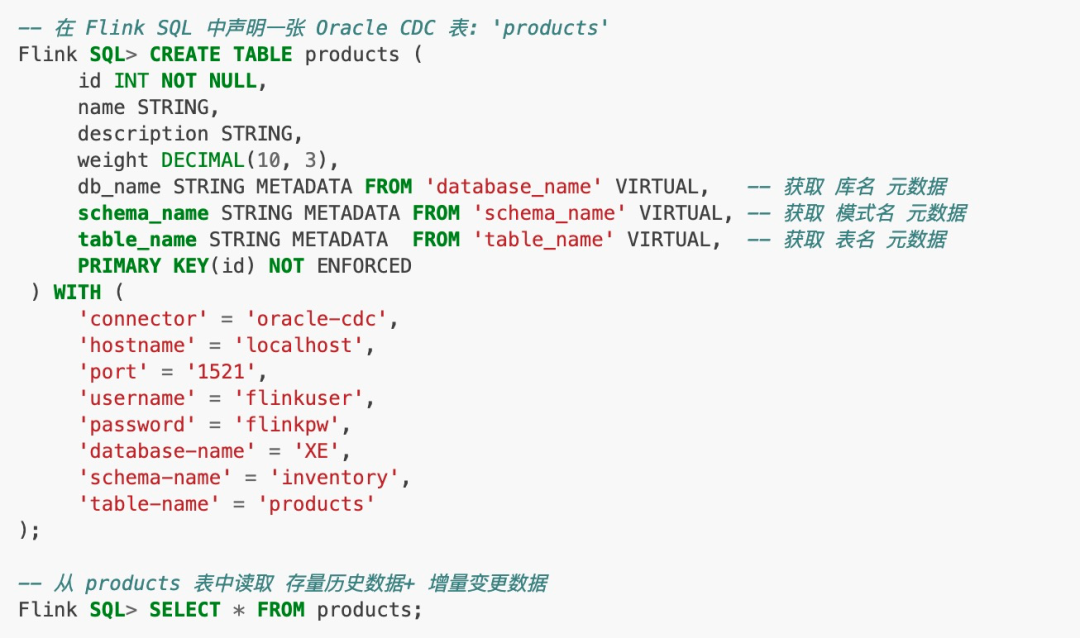 -- 在 Flink SQL 中声明一张 Oracle CDC 表: 'products'
Flink SQL> CREATE TABLE products (
     id INT NOT NULL,
     name STRING,
     description STRING,
     weight DECIMAL(10, 3),
     db_name STRING METADATA FROM 'database_name' VIRTUAL,   -- 获取 库名 元数据
     schema_name STRING METADATA FROM 'schema_name' VIRTUAL, -- 获取 模式名 元数据
     table_name STRING METADATA  FROM 'table_name' VIRTUAL,  -- 获取 表名 元数据
     PRIMARY KEY(id) NOT ENFORCED
 ) WITH (
     'connector' = 'oracle-cdc',
     'hostname' = 'localhost',
     'port' = '1521',
     'username' = 'flinkuser',
     'password' = 'flinkpw',
     'database-name' = 'XE',
     'schema-name' = 'inventory',
     'table-name' = 'products'
);
-- 从 products 表中读取 存量历史数据+ 增量变更数据
Flink SQL> SELECT * FROM products;